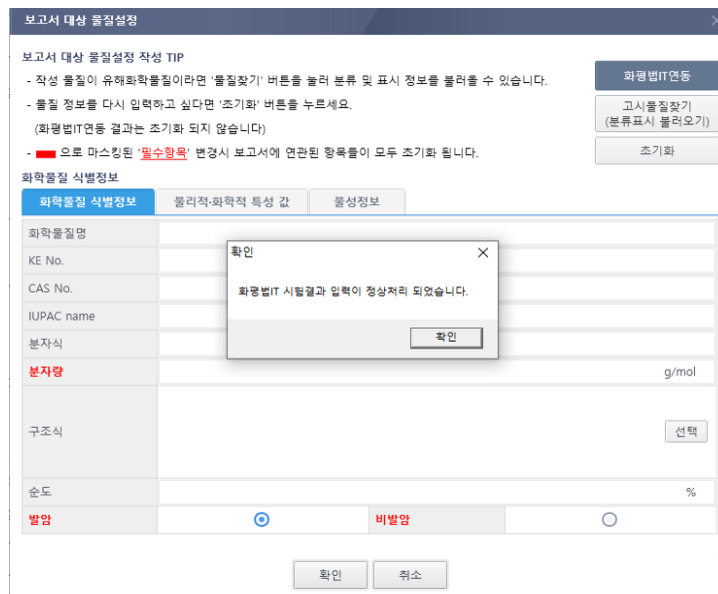 보고서 대상 물질설정
보고서 대상 물질설정 작성 TIP
- 작성 물질이 유해화학물질이라면 '물질찾기' 버튼을 눌러 분류 및 표시 정보를 불러올 수 있습니다.
- 물질 정보를 다시 입력하고 싶다면 '초기화' 버튼을 누르세요.
(화평법IT연동 결과는 초기화 되지 않습니다)
- 으로 마스킹된 '필수항목' 변경시 보고서에 연관된 항목들이 모두 초기화 됩니다.
화평법IT연동
고시물질찾기
(분류표시 불러오기)
초기화
화학물질 식별정보
화학물질 식별정보 물리적·화학적 특성 값 물성정보
화학물질명
KE No.
CAS No.
IUPAC name
분자식
분자량 g/mol
구조식 선택
순도 %
발암 비발암
확인 취소
확인
화평법IT 시험결과 입력이 정상처리 되었습니다.
확인